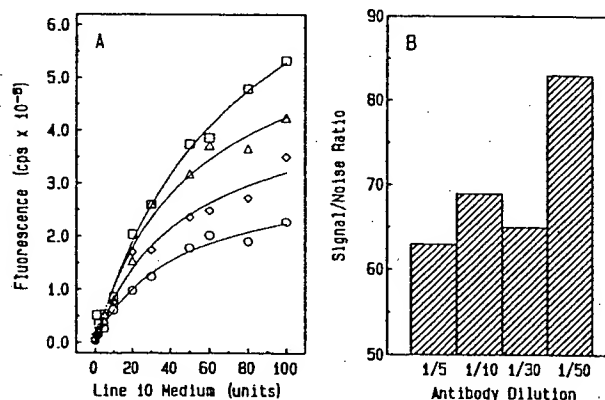 A
6.0
5.0
4.0
3.0
2.0
1.0
0.0
Fluorescence (cps x 10⁻⁵)
0 20 40 60 80 100
Line 10 Medium (units)
B
90
80
70
60
50
Signal/Noise Ratio
1/5 1/10 1/30 1/50
Antibody Dilution